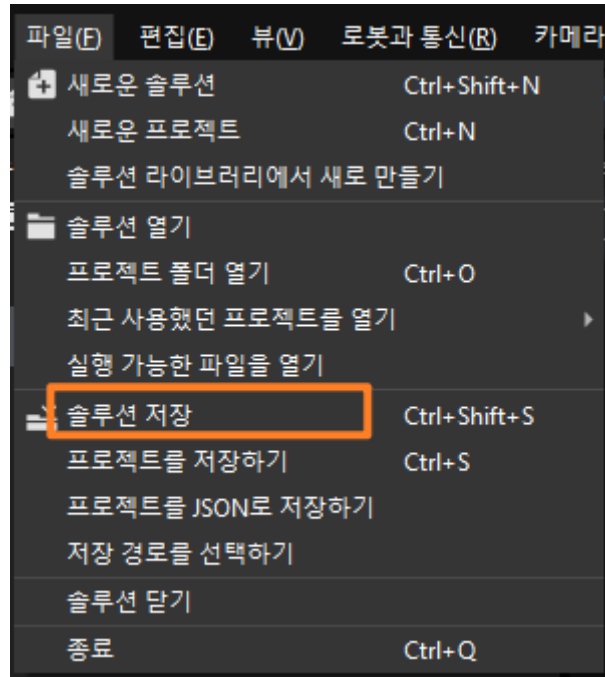 파일(F) 편집(E) 뷰(V) 로봇과 통신(R) 카메라
새로운 솔루션 Ctrl+Shift+N
새로운 프로젝트 Ctrl+N
솔루션 라이브러리에서 새로 만들기
솔루션 열기
프로젝트 폴더 열기 Ctrl+O
최근 사용했던 프로젝트를 열기
실행 가능한 파일을 열기
솔루션 저장 Ctrl+Shift+S
프로젝트를 저장하기 Ctrl+S
프로젝트를 JSON로 저장하기
저장 경로를 선택하기
솔루션 닫기
종료 Ctrl+Q